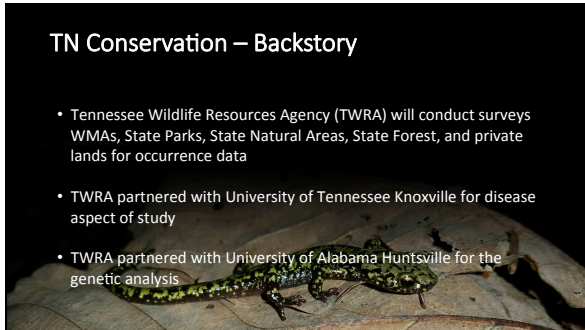 TN Conservation – Backstory
• Tennessee Wildlife Resources Agency (TWRA) will conduct surveys
WMAs, State Parks, State Natural Areas, State Forest, and private
lands for occurrence data
• TWRA partnered with University of Tennessee Knoxville for disease
aspect of study
• TWRA partnered with University of Alabama Huntsville for the
genetic analysis